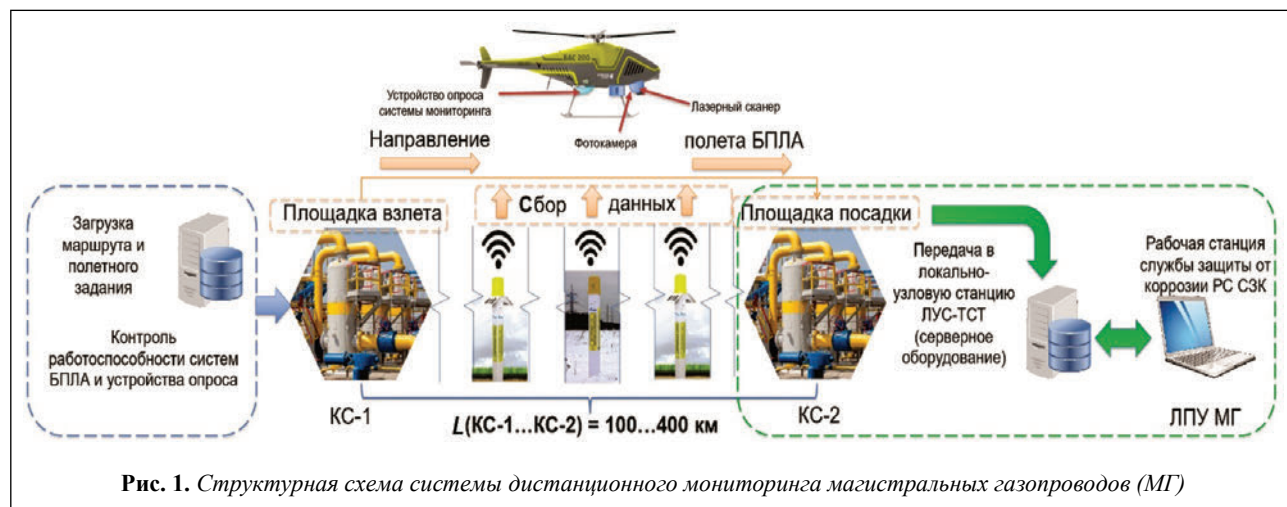 Устройство опроса
системы мониторинга
Лазерный сканер
Фотокамера
Направление
полета БПЛА
Загрузка
маршрута и
полетного
задания
Контроль
работоспособности систем
БПЛА и устройства опроса
Площадка взлета
Сбор данных
Площадка посадки
Передача в
локально-
узловую станцию
ЛУС-ТСТ
(серверное
оборудование)
Рабочая станция
службы защиты от
коррозии РС СЗК
КС-1
L(КС-1...КС-2) = 100...400 км
КС-2
ЛПУ МГ
Рис. 1. Структурная схема системы дистанционного мониторинга магистральных газопроводов (МГ)